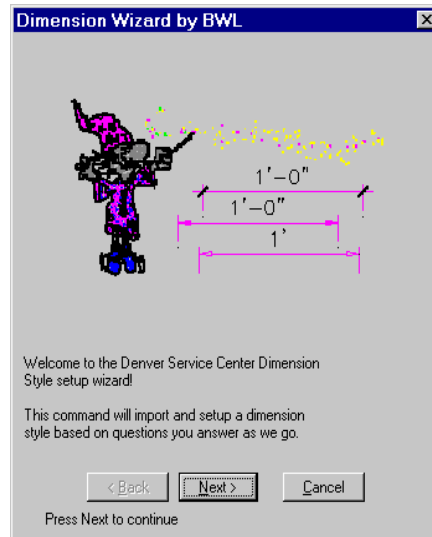 Dimension Wizard by BWL
1'-0"
1'-0"
1'
Welcome to the Denver Service Center Dimension
Style setup wizard!
This command will import and setup a dimension
style based on questions you answer as we go.
< Back
Next >
Cancel
Press Next to continue